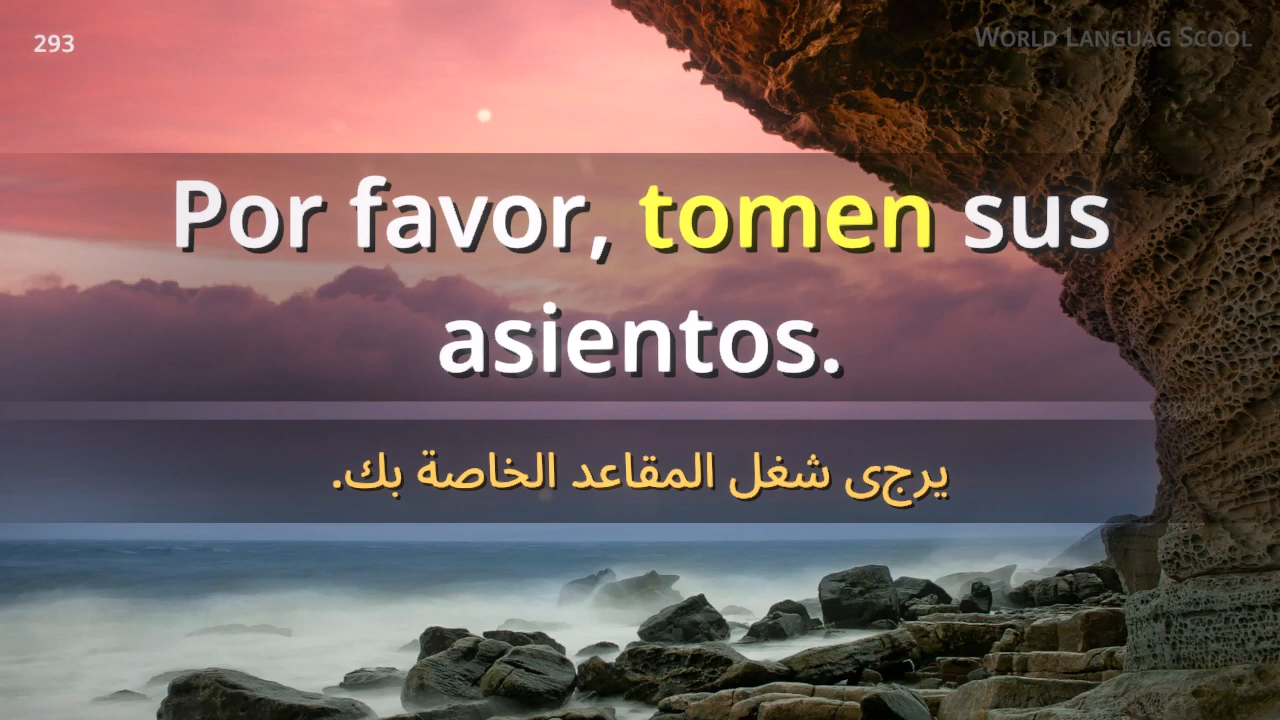 293
World Languag Scool
Por favor, tomen sus
asientos.
يرجى شغل المقاعد الخاصة بك.